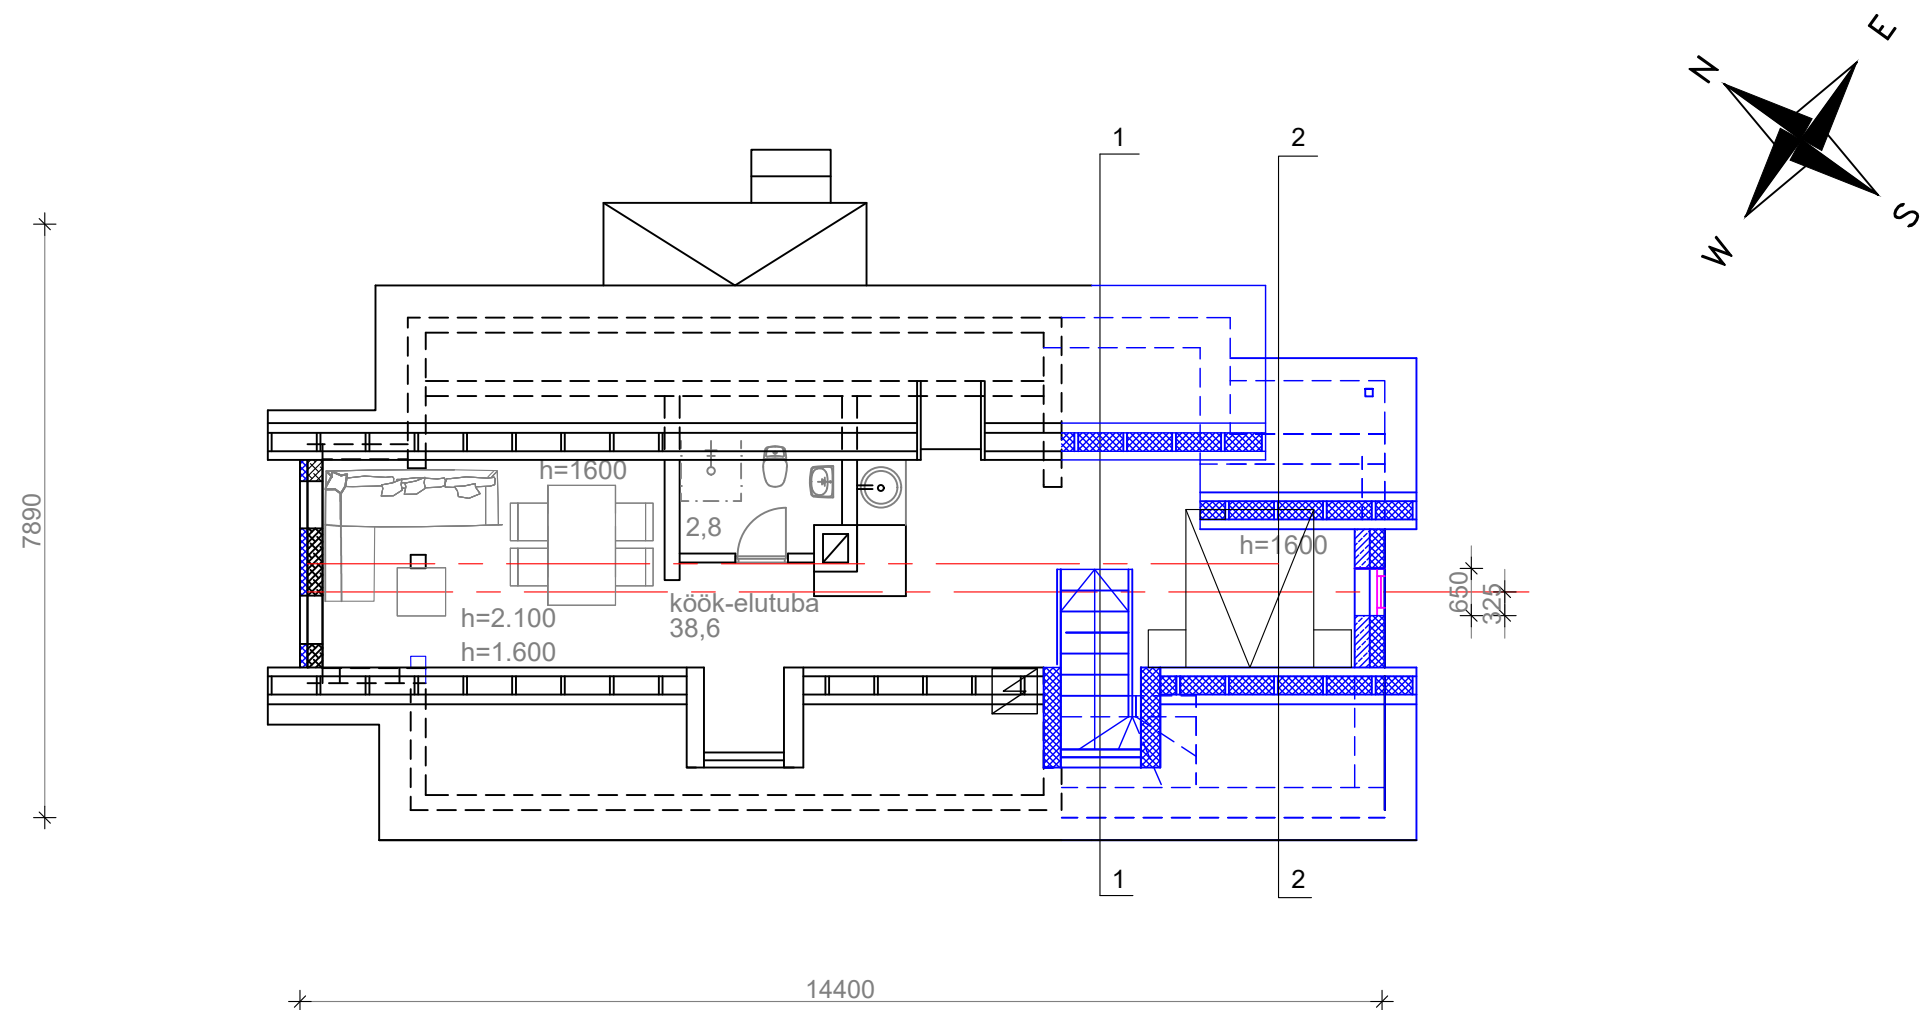 E
N
S
W
1
2
h=1600
2,8
h=1600
köök-elutuba
38,6
h=2.100
h=1.600
7890
650
325
1
2
14400